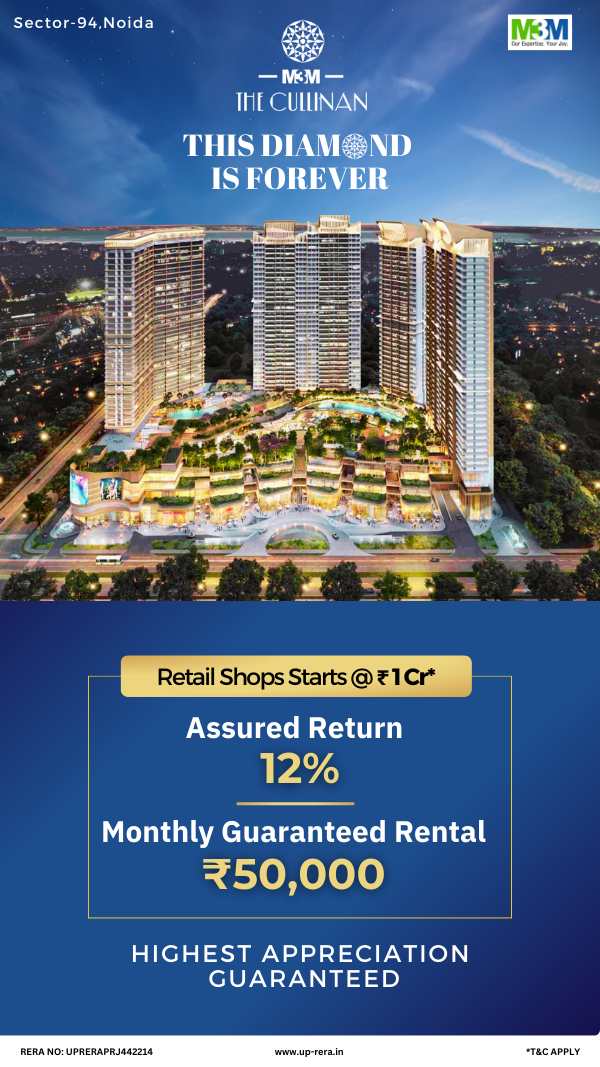 Sector-94,Noida
M3M
Our Expertise. Your Joy.
M3M
THE CULLINAN
THIS DIAMOND
IS FOREVER
Retail Shops Starts @ ₹ 1 Cr*
Assured Return
12%
Monthly Guaranteed Rental
₹50,000
HIGHEST APPRECIATION
GUARANTEED
RERA NO: UPRERAPRJ442214
www.up-rera.in
*T&C APPLY